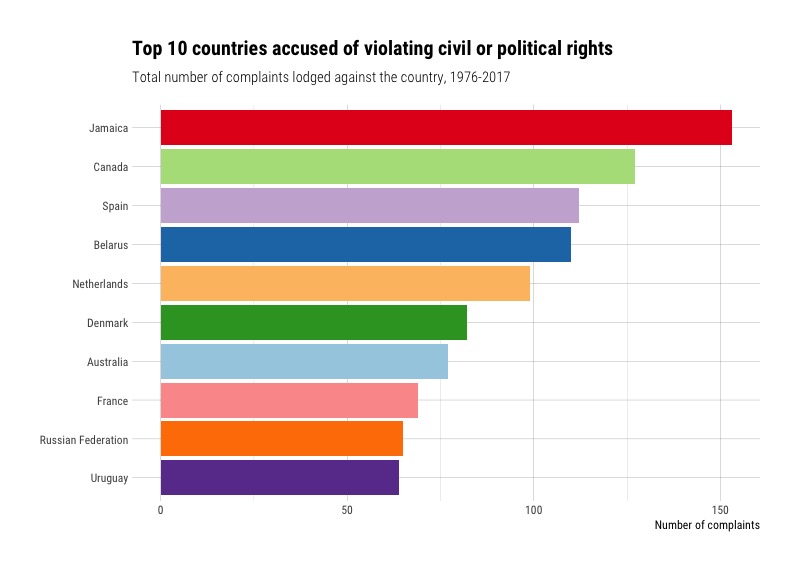 Top 10 countries accused of violating civil or political rights
Total number of complaints lodged against the country, 1976-2017
Jamaica
Canada
Spain
Belarus
Netherlands
Denmark
Australia
France
Russian Federation
Uruguay
0 50 100 150
Number of complaints